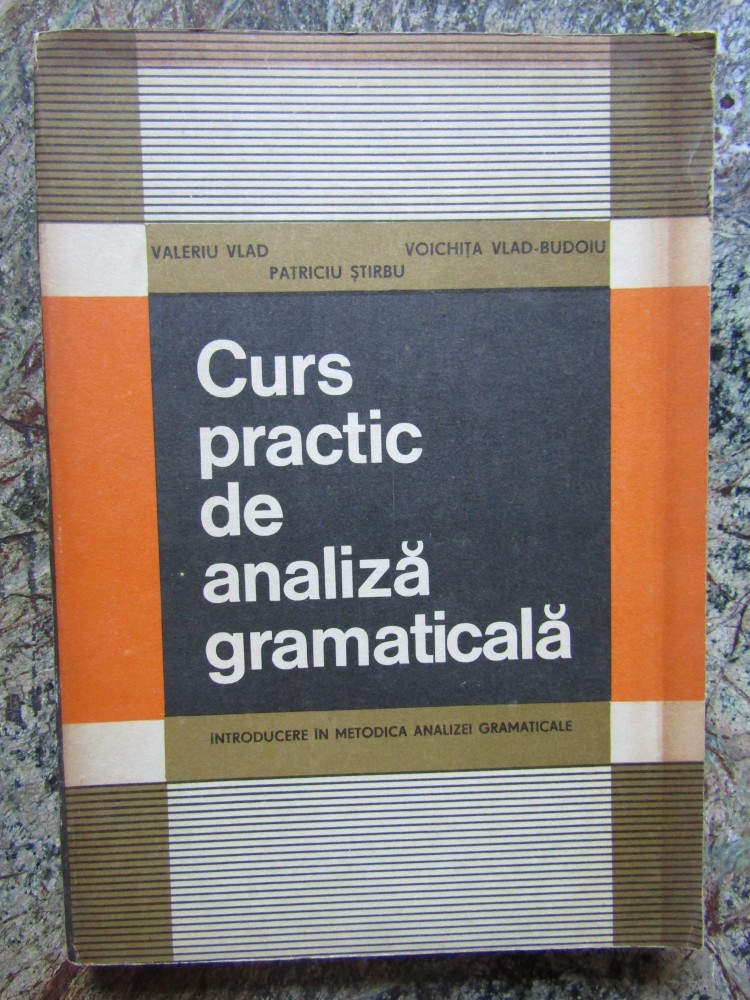 VALERIU VLAD
VOICHIȚA VLAD-BUDOIU
PATRICIU ȘTIRBU
Curs
practic
de
analiză
gramaticală
INTRODUCERE ÎN METODICA ANALIZEI GRAMATICALE